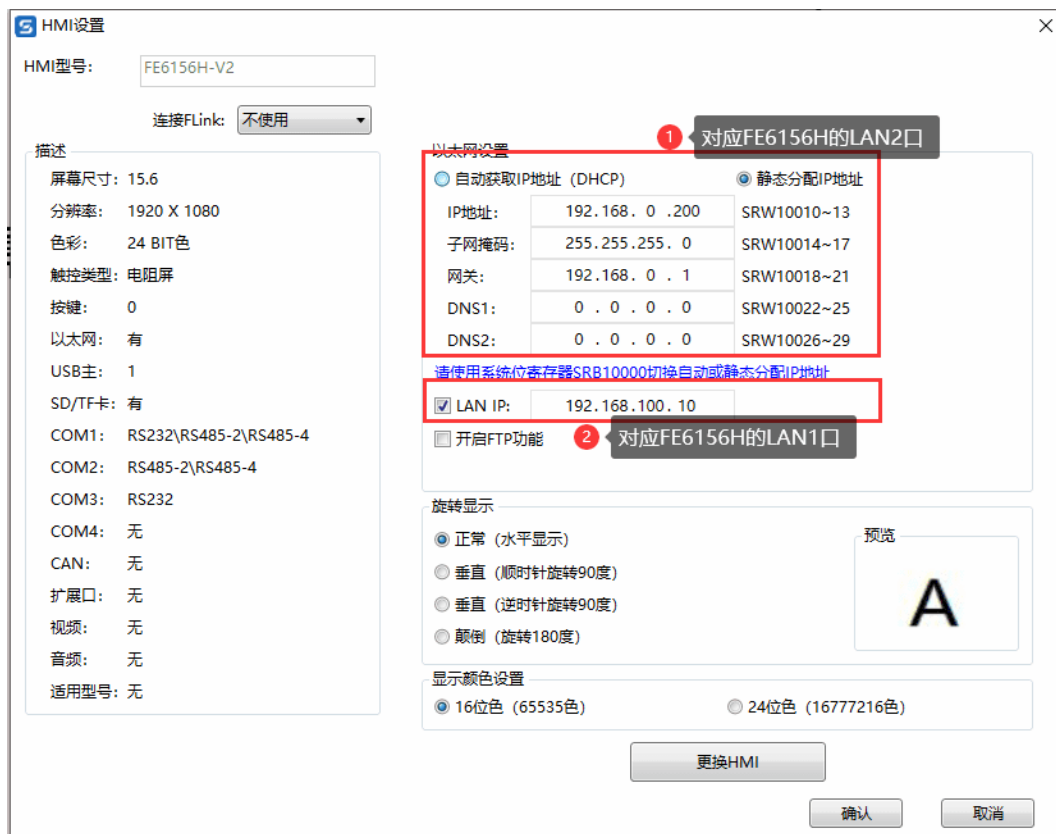 HMI设置
HMI型号: FE6156H-V2
连接FLink: 不使用
描述
屏幕尺寸: 15.6
分辨率: 1920 X 1080
色彩: 24 BIT色
触控类型: 电阻屏
按键: 0
以太网: 有
USB主: 1
SD/TF卡: 有
COM1: RS232\RS485-2\RS485-4
COM2: RS485-2\RS485-4
COM3: RS232
COM4: 无
CAN: 无
扩展口: 无
视频: 无
音频: 无
适用型号: 无
1 对应FE6156H的LAN2口
以太网设置
自动获取IP地址 (DHCP) 静态分配IP地址
IP地址: 192.168. 0 .200 SRW10010~13
子网掩码: 255.255.255. 0 SRW10014~17
网关: 192.168. 0 . 1 SRW10018~21
DNS1: 0 . 0 . 0 . 0 SRW10022~25
DNS2: 0 . 0 . 0 . 0 SRW10026~29
请使用系统位寄存器SRB10000切换自动或静态分配IP地址
LAN IP: 192.168.100. 10
开启FTP功能 2 对应FE6156H的LAN1口
旋转显示
正常 (水平显示)
垂直 (顺时针旋转90度)
垂直 (逆时针旋转90度)
颠倒 (旋转180度)
预览
A
显示颜色设置
16位色 (65535色) 24位色 (16777216色)
更换HMI
确认 取消